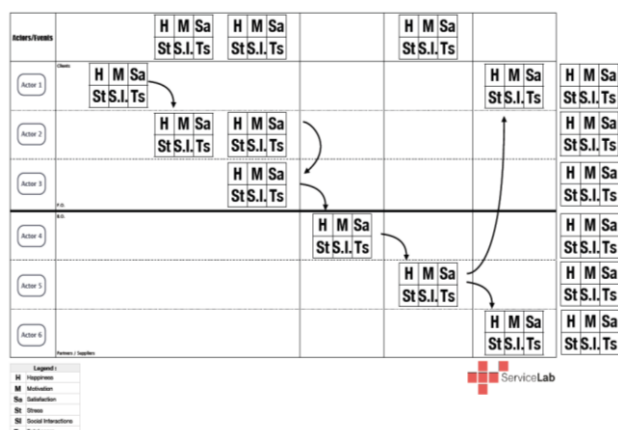 H M Sa H M Sa H M Sa
Actors/Events
St S.I. Ts St S.I. Ts St S.I. Ts
Clients
H M Sa H M Sa H M Sa
Actor 1
St S.I. Ts St S.I. Ts St S.I. Ts
H M Sa H M Sa H M Sa
Actor 2
St S.I. Ts St S.I. Ts St S.I. Ts
H M Sa H M Sa
Actor 3
St S.I. Ts St S.I. Ts
F.O.
B.O.
H M Sa H M Sa
Actor 4
St S.I. Ts St S.I. Ts
H M Sa H M Sa
Actor 5
St S.I. Ts St S.I. Ts
H M Sa H M Sa
Actor 6
St S.I. Ts St S.I. Ts
Partners / Suppliers
Legend :
H Happiness
M Motivation
Sa Satisfaction
St Stress
SI Social Interactions
ServiceLab